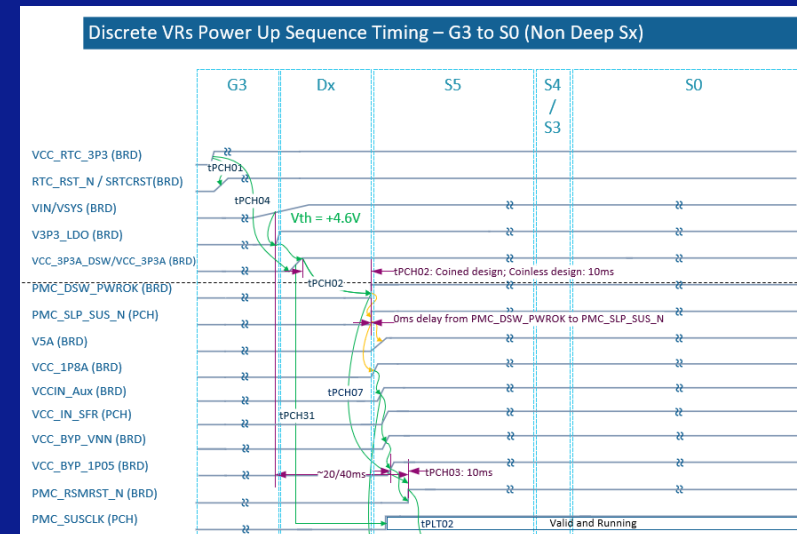 Discrete VRs Power Up Sequence Timing – G3 to S0 (Non Deep Sx)
G3
Dx
S5
S4
/
S3
S0
VCC_RTC_3P3 (BRD)
tPCH01
RTC_RST_N / SRTCRST(BRD)
tPCH04
VIN/VSYS (BRD)
Vth = +4.6V
V3P3_LDO (BRD)
VCC_3P3A_DSW/VCC_3P3A (BRD)
tPCH02: Coined design; Coinless design: 10ms
tPCH02
PMC_DSW_PWROK (BRD)
PMC_SLP_SUS_N (PCH)
0ms delay from PMC_DSW_PWROK to PMC_SLP_SUS_N
V5A (BRD)
VCC_1P8A (BRD)
VCCIN_Aux (BRD)
tPCH07
VCC_IN_SFR (PCH)
tPCH31
VCC_BYP_VNN (BRD)
VCC_BYP_1P05 (BRD)
~20/40ms
tPCH03: 10ms
PMC_RSMRST_N (BRD)
PMC_SUSCLK (PCH)
tPLT02
Valid and Running